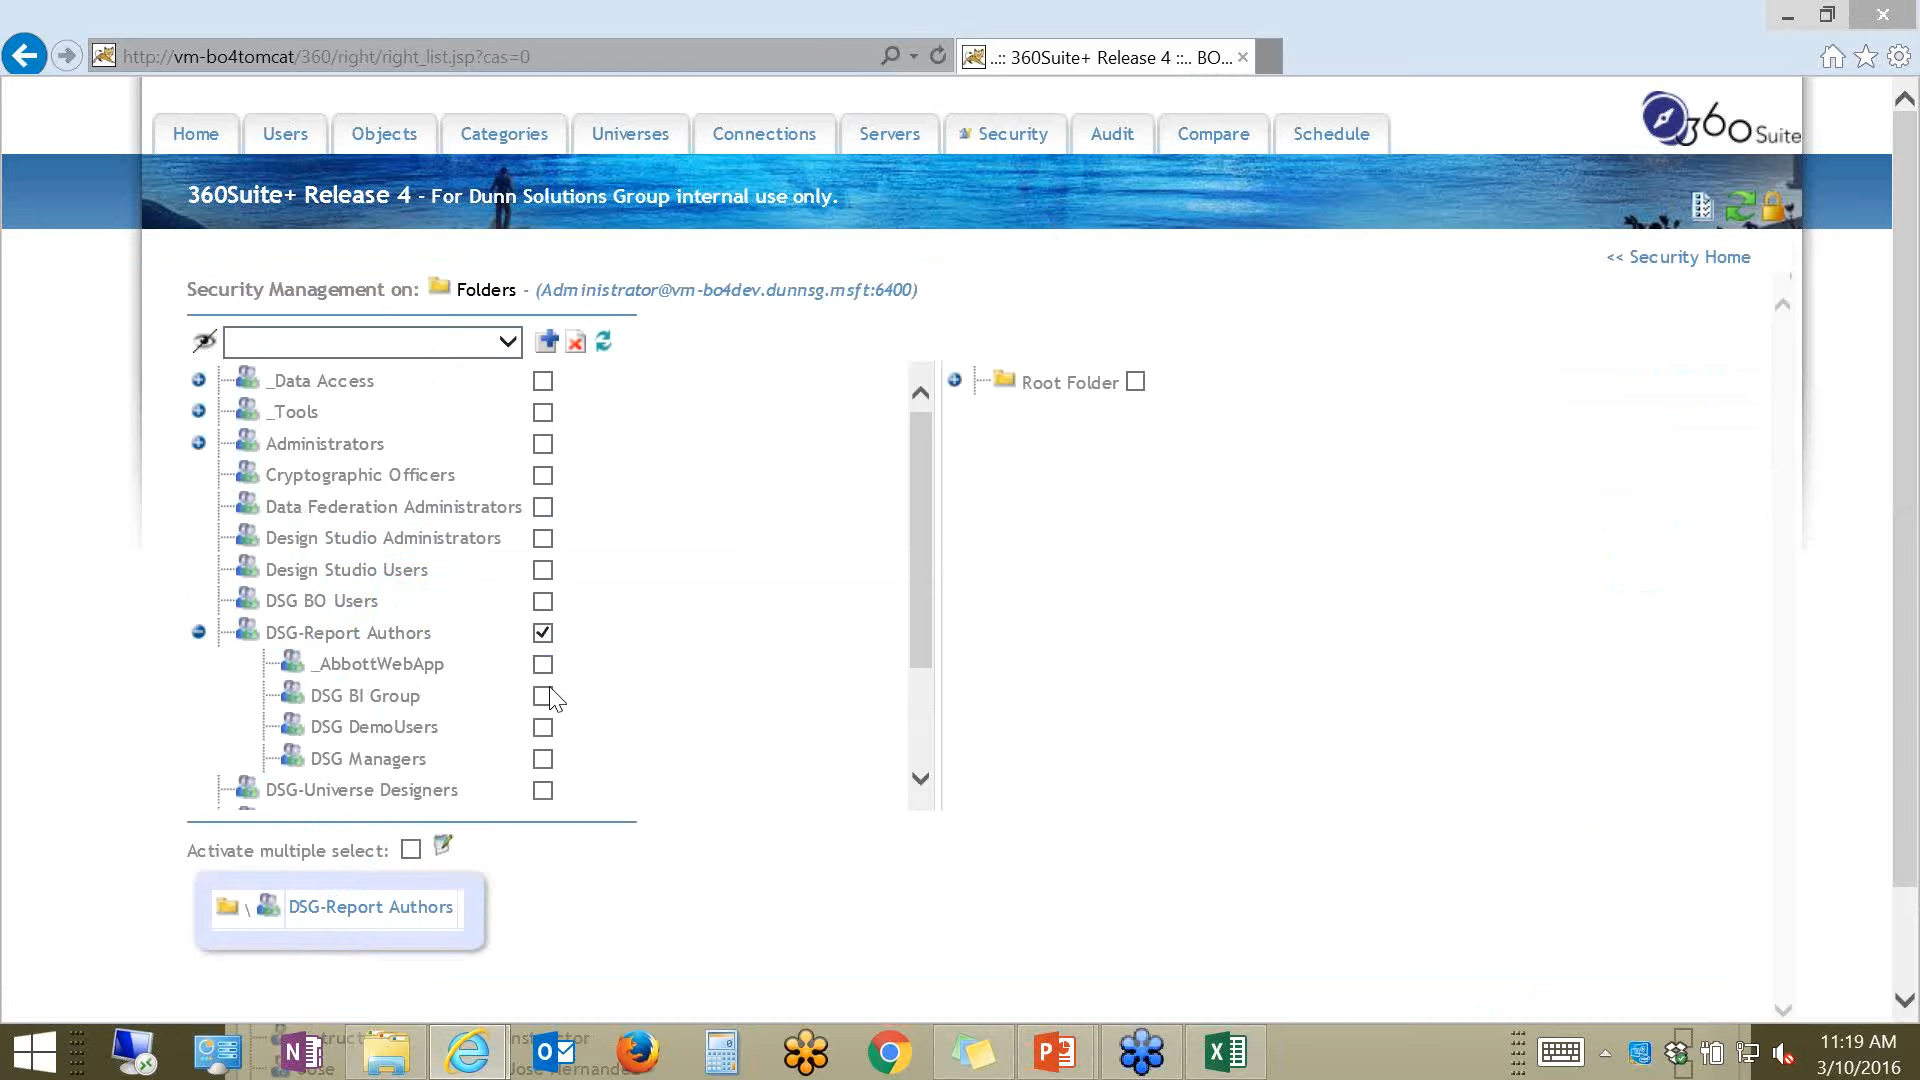 http://vm-bo4tomcat/360/right/right_list.jsp?cas=0
..:: 360Suite+ Release 4 ::.. BO...
Home Users Objects Categories Universes Connections Servers Security Audit Compare Schedule
360 Suite
360Suite+ Release 4 - For Dunn Solutions Group internal use only.
<< Security Home
Security Management on: Folders - (Administrator@vm-bo4dev.dunnsg.msft:6400)
_Data Access
Root Folder
_Tools
Administrators
Cryptographic Officers
Data Federation Administrators
Design Studio Administrators
Design Studio Users
DSG BO Users
DSG-Report Authors
_AbbottWebApp
DSG BI Group
DSG DemoUsers
DSG Managers
DSG-Universe Designers
Activate multiple select:
\ DSG-Report Authors
11:19 AM
3/10/2016